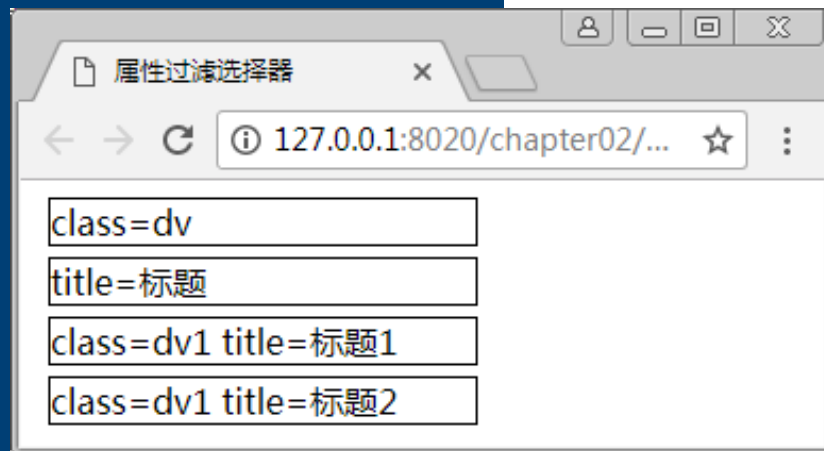 属性过滤选择器
127.0.0.1:8020/chapter02/...
class=dv
title=标题
class=dv1 title=标题1
class=dv1 title=标题2